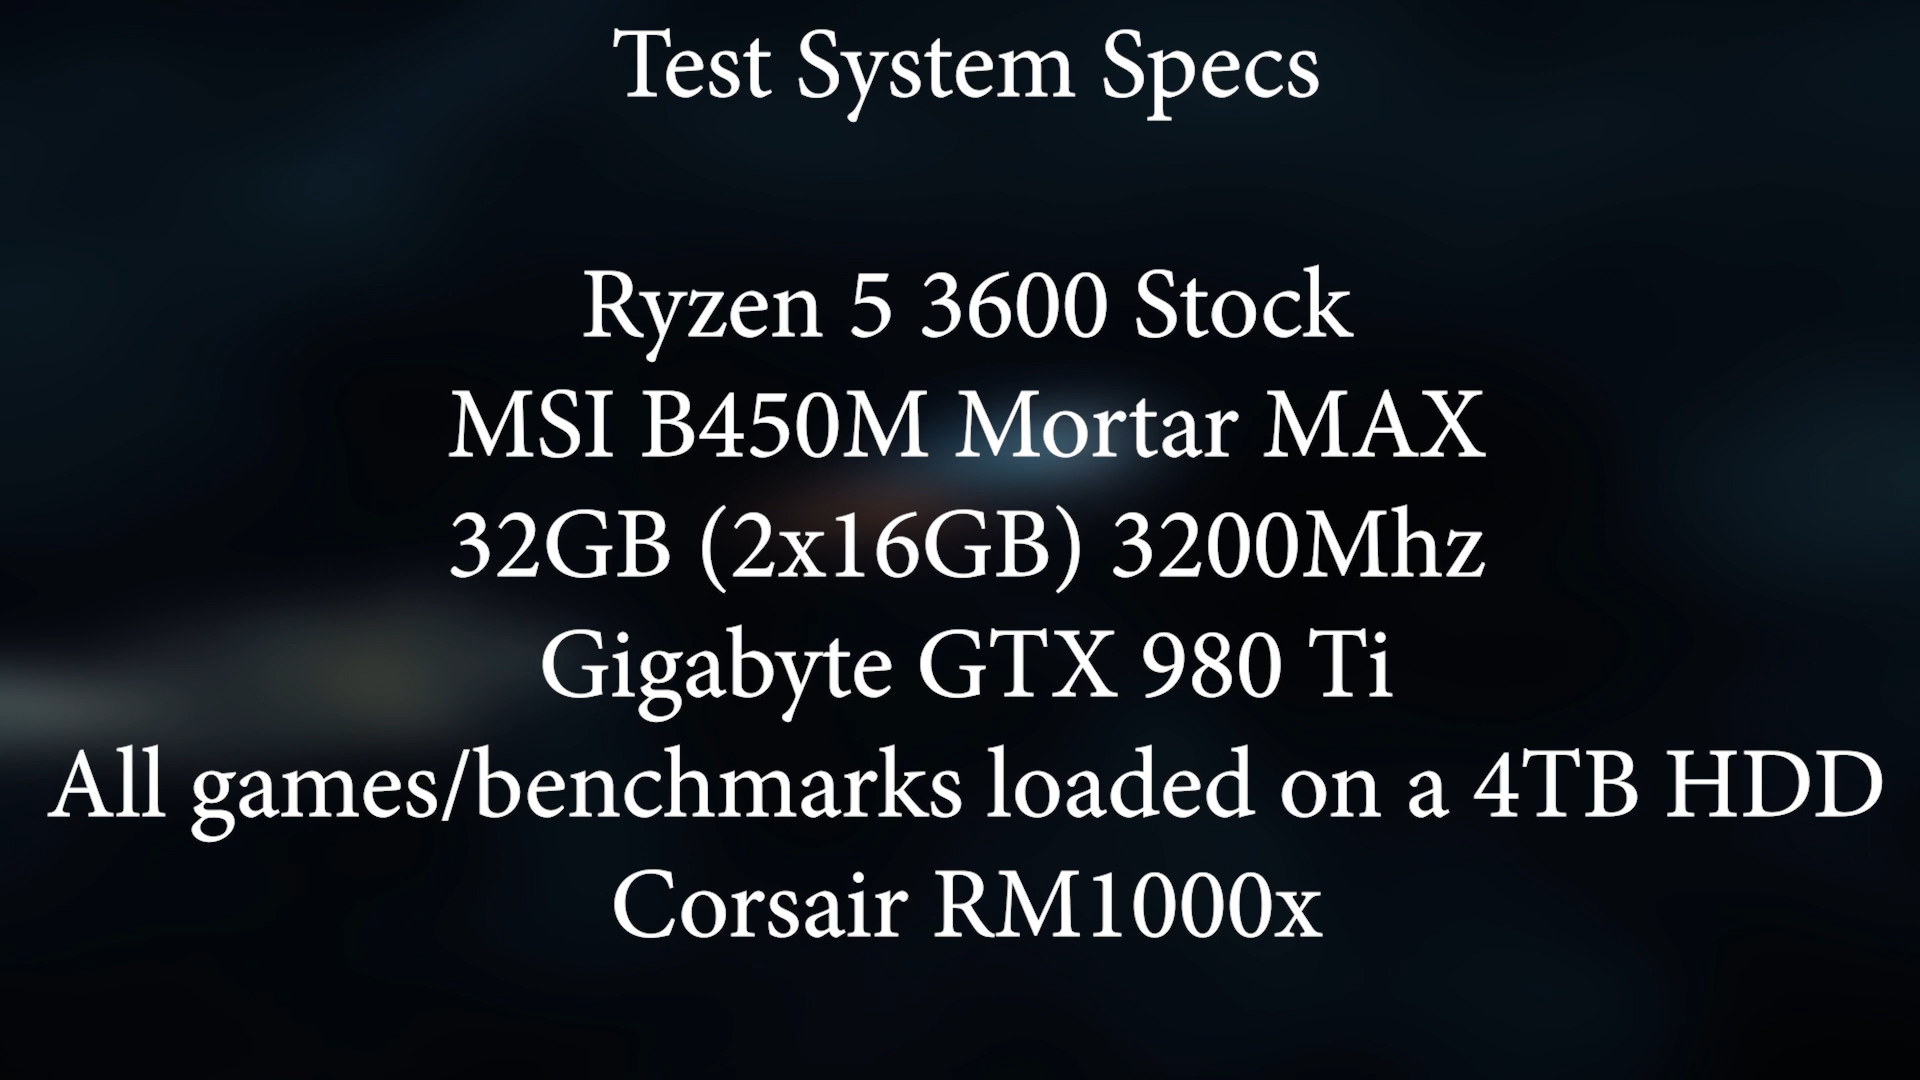 Test System Specs
Ryzen 5 3600 Stock
MSI B450M Mortar MAX
32GB (2x16GB) 3200Mhz
Gigabyte GTX 980 Ti
All games/benchmarks loaded on a 4TB HDD
Corsair RM1000x